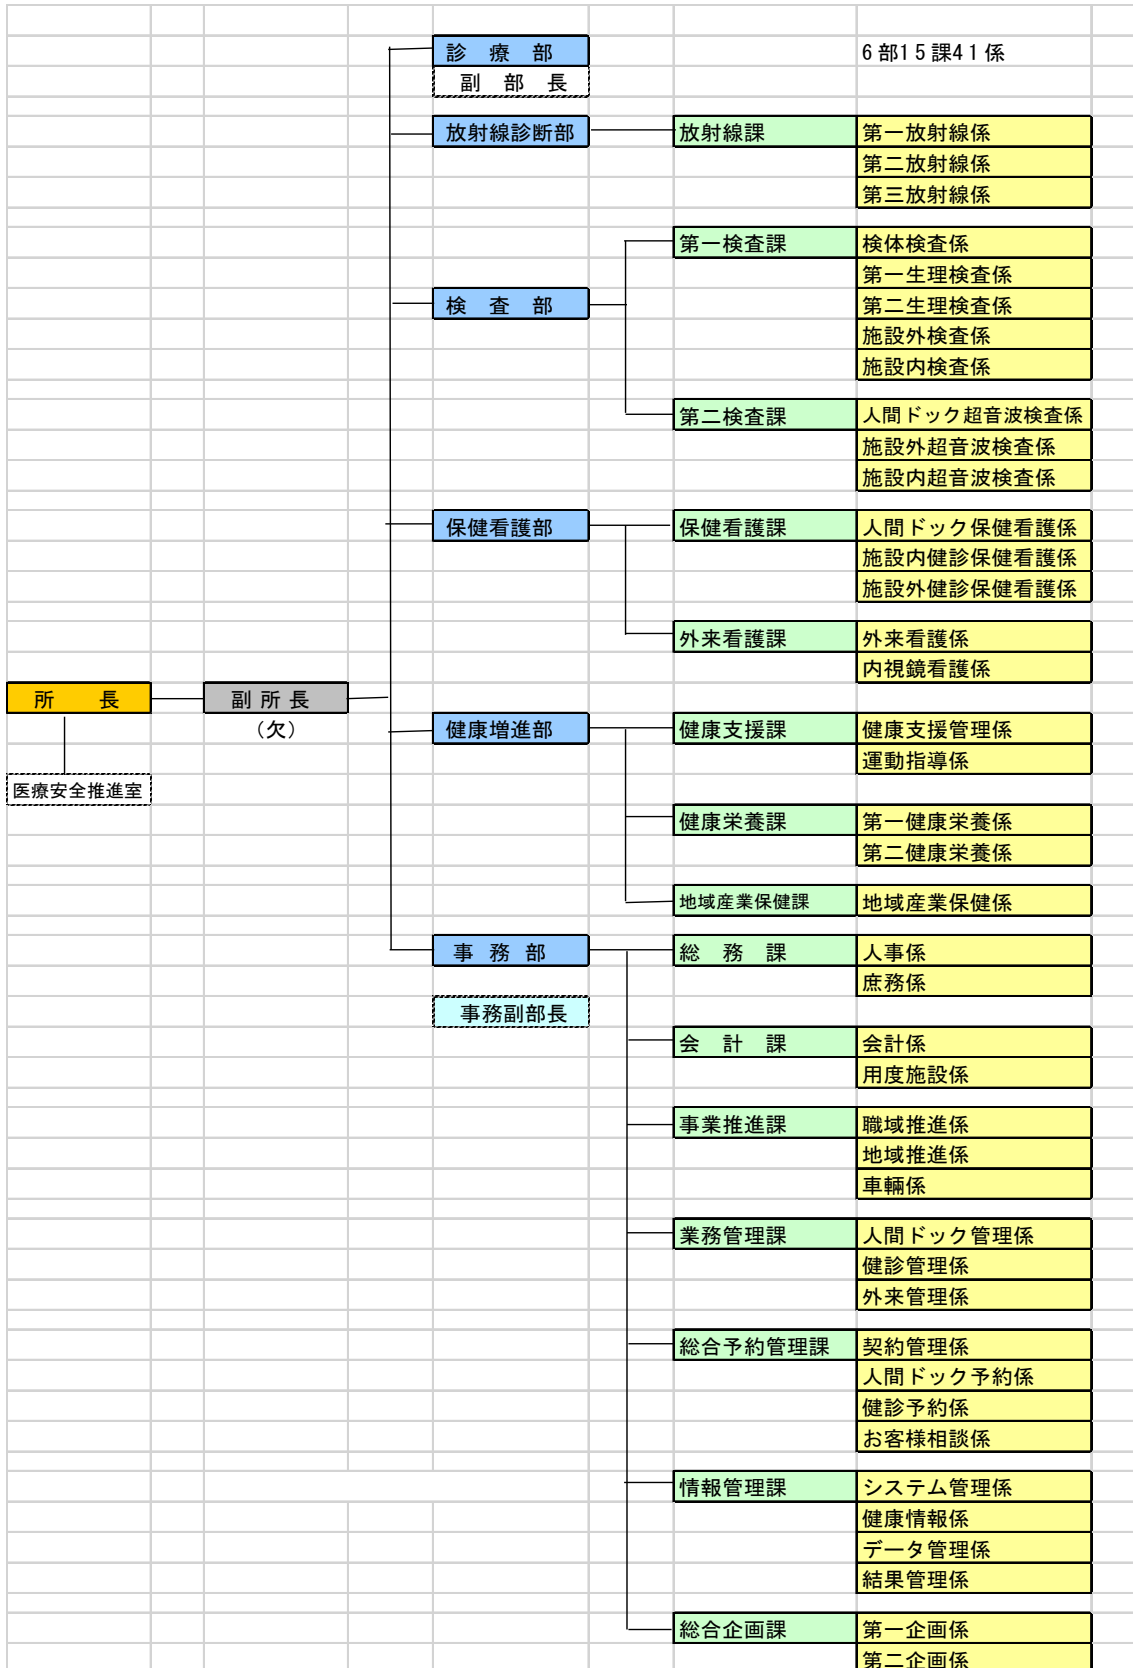 診療部
6部15課41係
副部長
放射線診断部
放射線課
第一放射線係
第二放射線係
第三放射線係
第一検査課
検体検査係
第一生理検査係
検査部
第二生理検査係
施設外検査係
施設内検査係
第二検査課
人間ドック超音波検査係
施設外超音波検査係
施設内超音波検査係
保健看護部
保健看護課
人間ドック保健看護係
施設内健診保健看護係
施設外健診保健看護係
外来看護課
外来看護係
内視鏡看護係
所長
副所長
(欠)
健康増進部
健康支援課
健康支援管理係
運動指導係
医療安全推進室
健康栄養課
第一健康栄養係
第二健康栄養係
地域産業保健課
地域産業保健係
事務部
総務課
人事係
庶務係
事務副部長
会計課
会計係
用度施設係
事業推進課
職域推進係
地域推進係
車輛係
業務管理課
人間ドック管理係
健診管理係
外来管理係
総合予約管理課
契約管理係
人間ドック予約係
健診予約係
お客様相談係
情報管理課
システム管理係
健康情報係
データ管理係
結果管理係
総合企画課
第一企画係
第二企画係